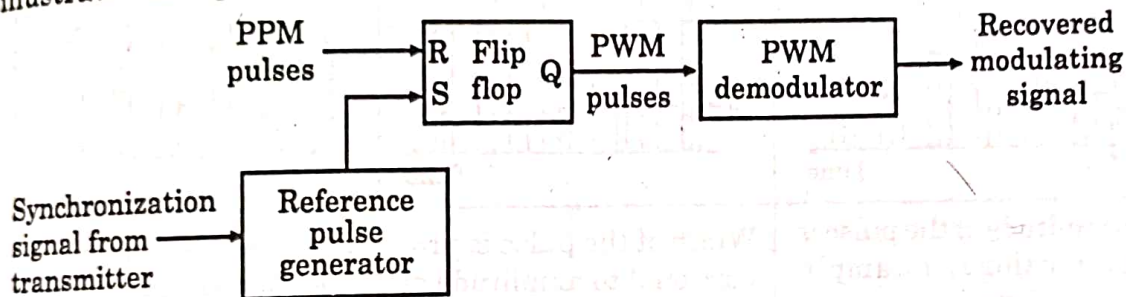 PPM
pulses
R Flip
S flop Q
PWM
pulses
PWM
demodulator
Recovered
modulating
signal
Synchronization
signal from
transmitter
Reference
pulse
generator